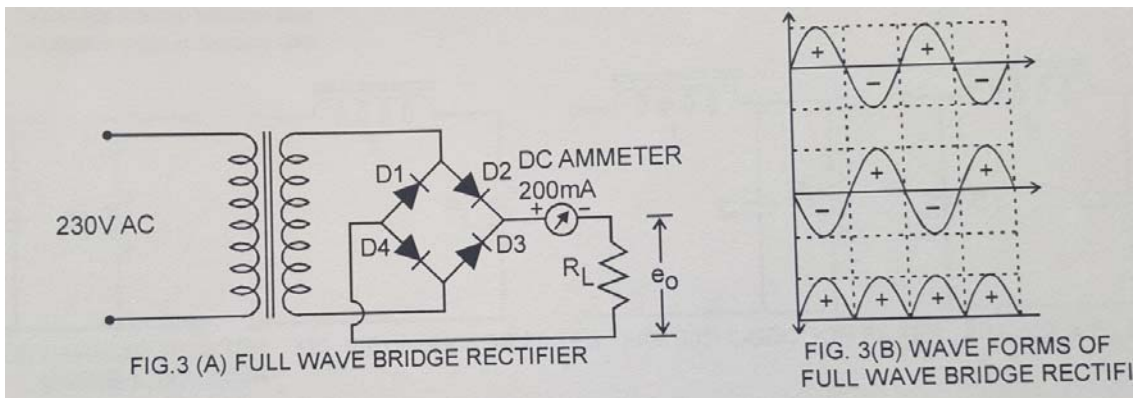 230V AC
D1
D2
D4
D3
DC AMMETER
200mA
+ −
R_L
e_o
FIG.3 (A) FULL WAVE BRIDGE RECTIFIER
+ − + −
− + − +
+ + + +
FIG. 3(B) WAVE FORMS OF
FULL WAVE BRIDGE RECTIFI